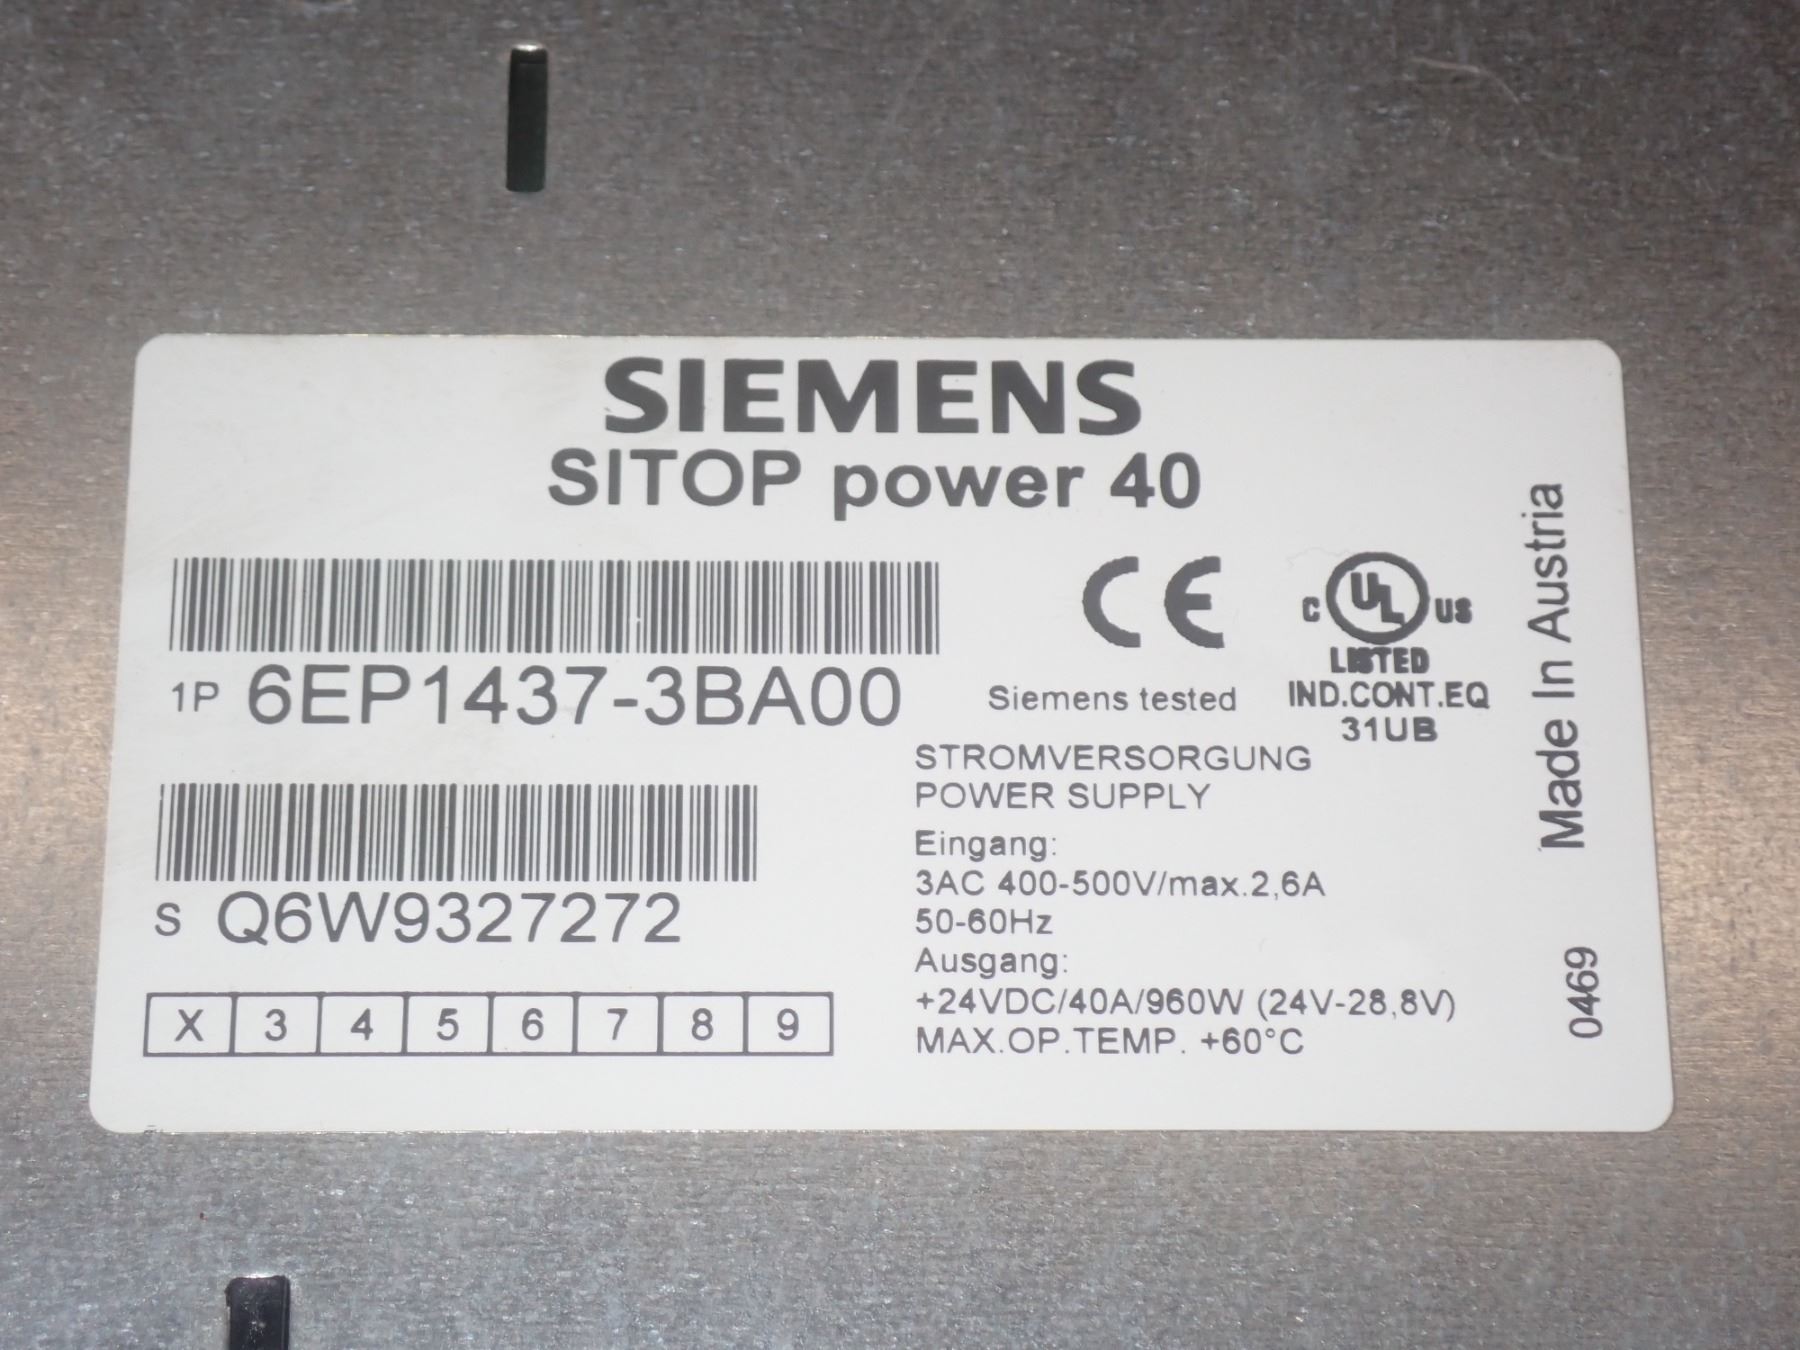 SIEMENS
SITOP power 40
1P 6EP1437-3BA00
S Q6W9327272
X 3 4 5 6 7 8 9
CE
Siemens tested
C UL US
LISTED
IND.CONT.EQ
31UB
STROMVERSORGUNG
POWER SUPPLY
Eingang:
3AC 400-500V/max.2,6A
50-60Hz
Ausgang:
+24VDC/40A/960W (24V-28,8V)
MAX.OP.TEMP. +60°C
Made In Austria
0469